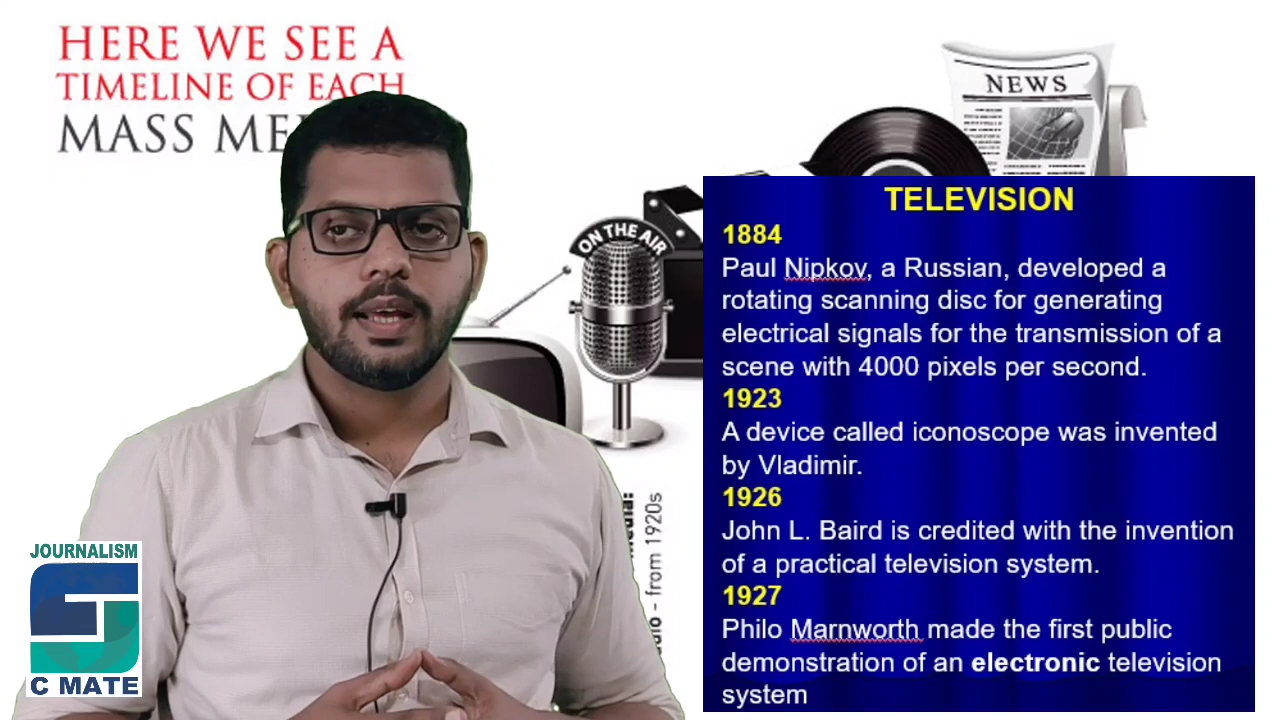 HERE WE SEE A
TIMELINE OF EACH
MASS ME
NEWS
ON THE AIR
TELEVISION
1884
Paul Nipkov, a Russian, developed a
rotating scanning disc for generating
electrical signals for the transmission of a
scene with 4000 pixels per second.
1923
A device called iconoscope was invented
by Vladimir.
1926
John L. Baird is credited with the invention
of a practical television system.
1927
Philo Marnworth made the first public
demonstration of an electronic television
system
- from 1920s
JOURNALISM
C MATE